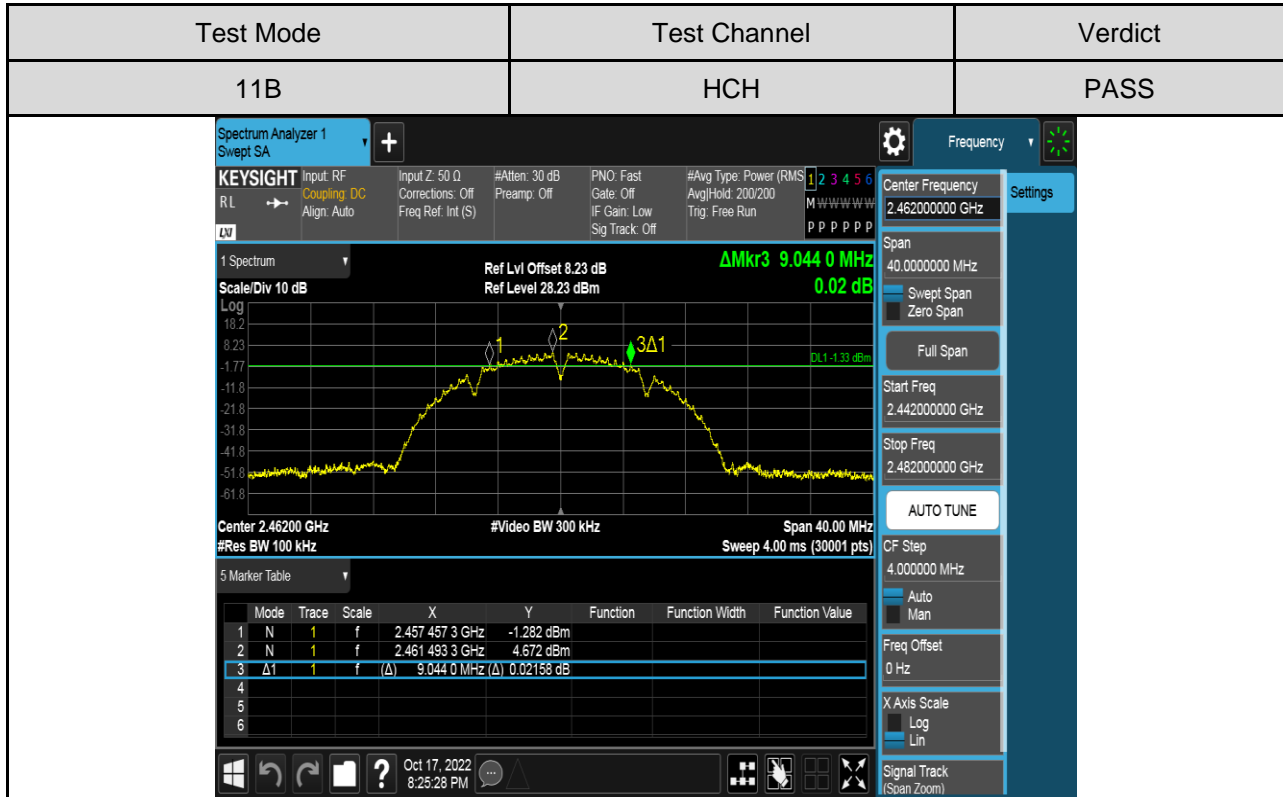 Test Mode Test Channel Verdict
11B HCH PASS
Spectrum Analyzer 1
Swept SA
+
Frequency
KEYSIGHT Input: RF Input Z: 50 Ω #Atten: 30 dB PNO: Fast #Avg Type: Power (RMS 1 2 3 4 5 6
RL Coupling: DC Corrections: Off Preamp: Off Gate: Off Avg|Hold: 200/200 M W W W W W
Align: Auto Freq Ref: Int (S) IF Gain: Low Trig: Free Run
LXI Sig Track: Off P P P P P P
Center Frequency
2.462000000 GHz
Settings
Span
40.0000000 MHz
Swept Span
Zero Span
Full Span
Start Freq
2.442000000 GHz
Stop Freq
2.482000000 GHz
AUTO TUNE
CF Step
4.000000 MHz
Auto
Man
Freq Offset
0 Hz
X Axis Scale
Log
Lin
Signal Track
(Span Zoom)
1 Spectrum
Ref Lvl Offset 8.23 dB ΔMkr3 9.044 0 MHz
Scale/Div 10 dB Ref Level 28.23 dBm 0.02 dB
Log
18.2
8.23
-1.77
-11.8
-21.8
-31.8
-41.8
-51.8
-61.8
1
2
3Δ1
DL1 -1.33 dBm
Center 2.46200 GHz #Video BW 300 kHz Span 40.00 MHz
#Res BW 100 kHz Sweep 4.00 ms (30001 pts)
5 Marker Table
Mode Trace Scale X Y Function Function Width Function Value
1 N 1 f 2.457 457 3 GHz -1.282 dBm
2 N 1 f 2.461 493 3 GHz 4.672 dBm
3 Δ1 1 f (Δ) 9.044 0 MHz (Δ) 0.02158 dB
4
5
6
?
Oct 17, 2022
8:25:28 PM